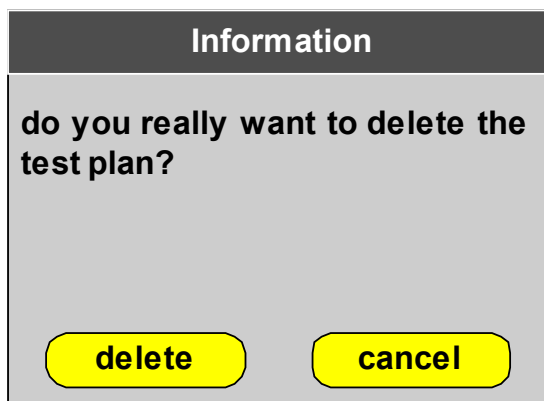 Information
do you really want to delete the
test plan?
delete
cancel